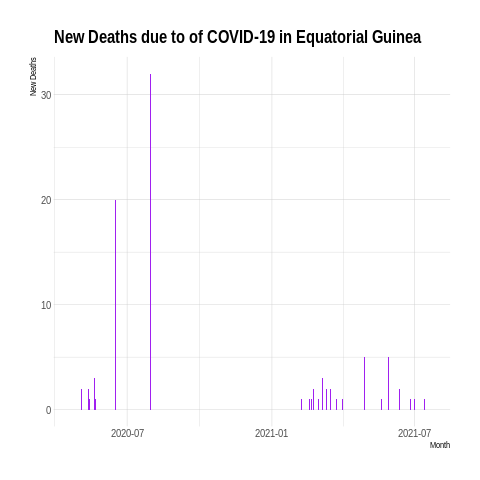 New Deaths due to of COVID-19 in Equatorial Guinea
New Deaths
30
20
10
0
2020-07
2021-01
2021-07
Month